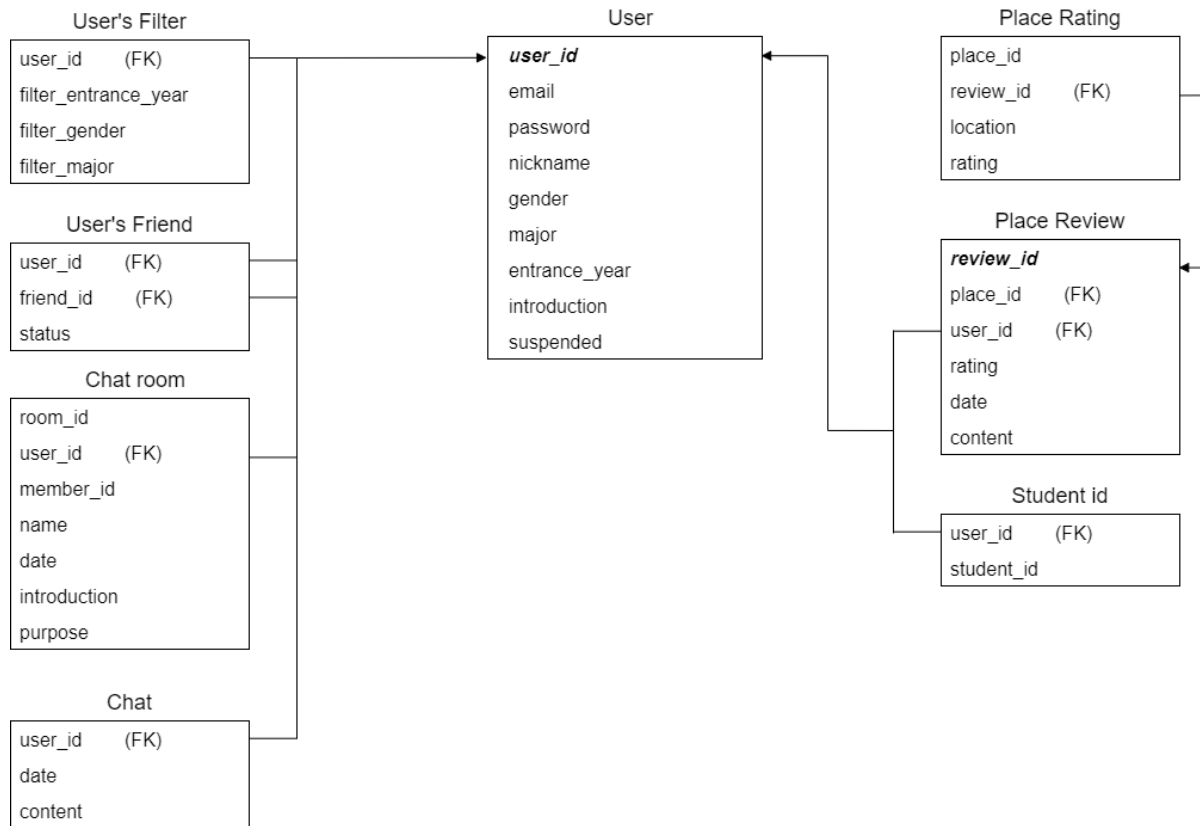 User's Filter
user_id (FK)
filter_entrance_year
filter_gender
filter_major
User's Friend
user_id (FK)
friend_id (FK)
status
Chat room
room_id
user_id (FK)
member_id
name
date
introduction
purpose
Chat
user_id (FK)
date
content
User
user_id
email
password
nickname
gender
major
entrance_year
introduction
suspended
Place Rating
place_id
review_id (FK)
location
rating
Place Review
review_id
place_id (FK)
user_id (FK)
rating
date
content
Student id
user_id (FK)
student_id